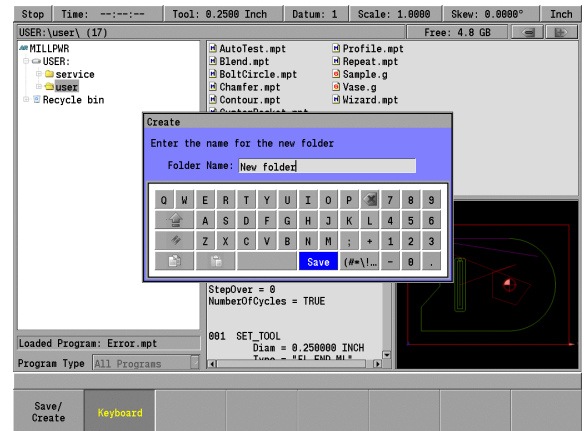 Stop Time: --:--:-- Tool: 0.2500 Inch Datum: 1 Scale: 1.0000 Skew: 0.0000° Inch
USER:\user\ (17) Free: 4.8 GB
MILLPWR
USER:
service
user
Recycle bin
AutoTest.mpt Profile.mpt
Blend.mpt Repeat.mpt
BoltCircle.mpt Sample.g
Chamfer.mpt Vase.g
Contour.mpt Wizard.mpt
Create
Enter the name for the new folder
Folder Name: New folder
Q W E R T Y U I O P 7 8 9
A S D F G H J K L 4 5 6
Z X C V B N M ; + 1 2 3
Save (#*\!… - 0 .
StepOver = 0
NumberOfCycles = TRUE
001 SET_TOOL
Diam = 0.250000 INCH
Type = "FL END ML"
Loaded Program: Error.mpt
Program Type All Programs
Save/
Create
Keyboard